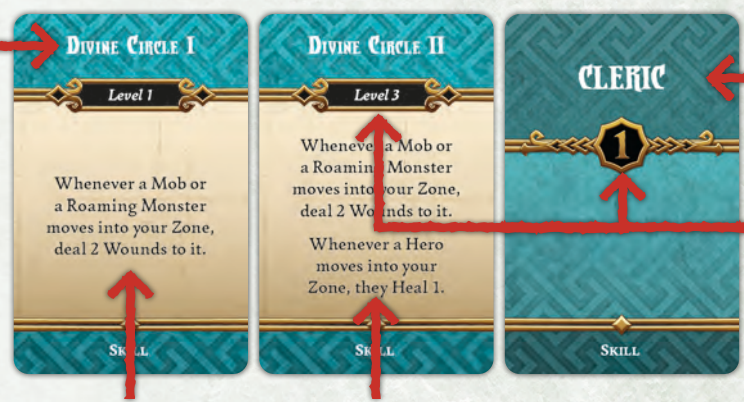 Divine Circle I
Level 1
Whenever a Mob or
a Roaming Monster
moves into your Zone,
deal 2 Wounds to it.
Skill
Divine Circle II
Level 3
Whenever a Mob or
a Roaming Monster
moves into your Zone,
deal 2 Wounds to it.
Whenever a Hero
moves into your
Zone, they Heal 1.
Skill
CLERIC
1
Skill